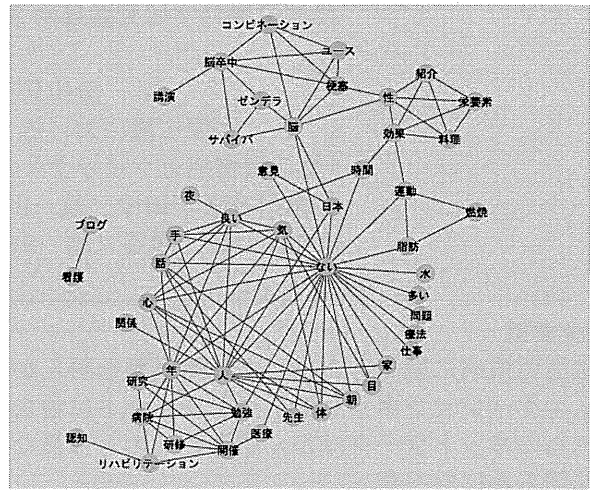 コンビネーション
ユース
脳卒中
梗塞
紹介
講演
ゼンデラ
性
栄養素
脳
効果
料理
サバイバ
意見
時間
夜
日本
運動
良い
燃焼
ブログ
手
気
脂肪
話
ない
水
看護
心
多い
関係
問題
療法
仕事
年
人
家
研究
目
病院
勉強
先生
体
朝
認知
研修
開催
医療
リハビリテーション